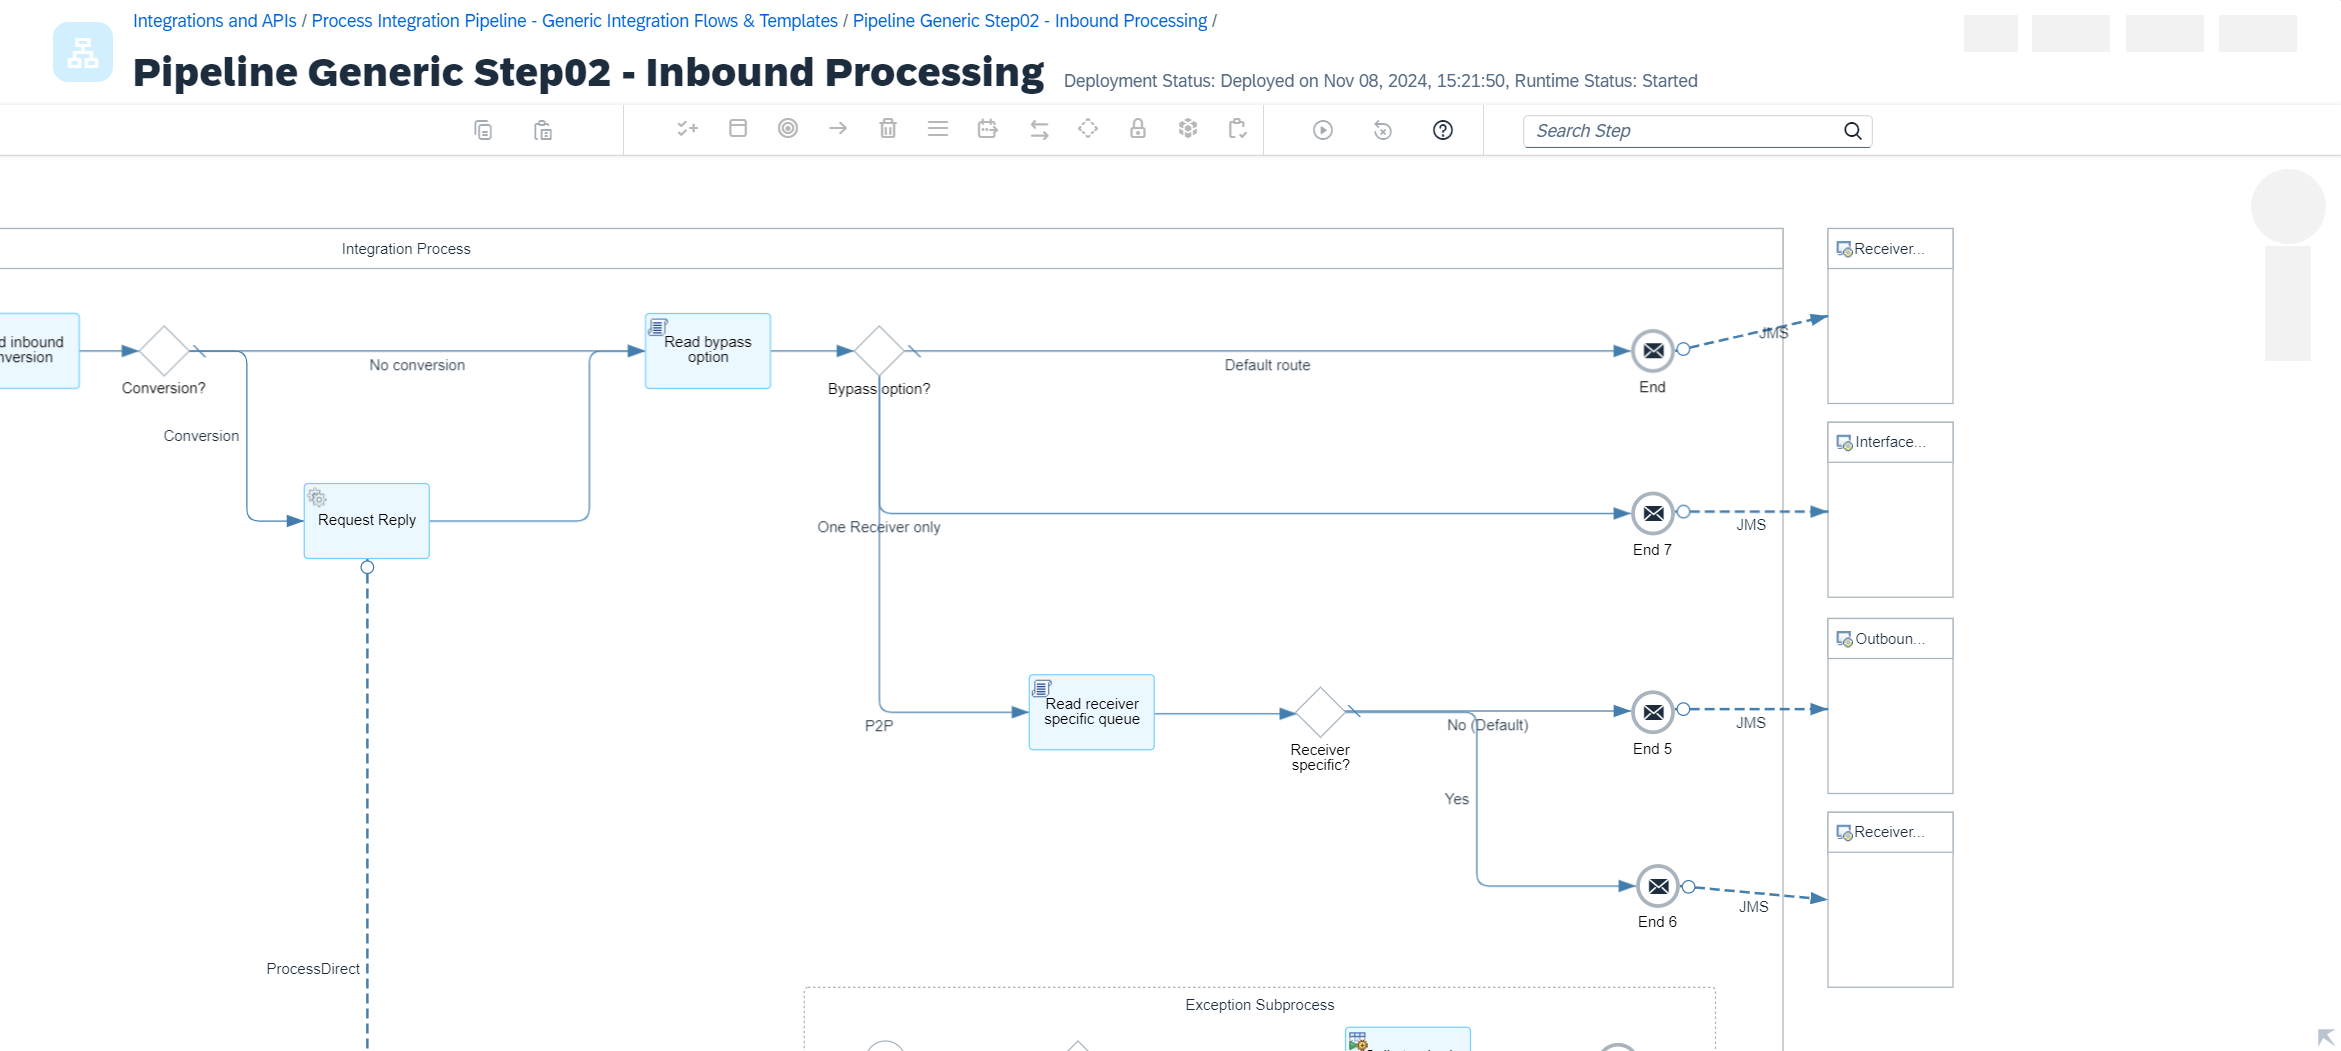 Integrations and APIs / Process Integration Pipeline - Generic Integration Flows & Templates / Pipeline Generic Step02 - Inbound Processing /
Pipeline Generic Step02 - Inbound Processing
Deployment Status: Deployed on Nov 08, 2024, 15:21:50, Runtime Status: Started
Search Step
Integration Process
Receiver...
d inbound
nversion
Conversion?
No conversion
Read bypass
option
Bypass option?
Default route
End
JMS
Conversion
Request Reply
Interface...
One Receiver only
End 7
JMS
Outboun...
P2P
Read receiver
specific queue
Receiver
specific?
No (Default)
End 5
JMS
Yes
Receiver...
End 6
JMS
ProcessDirect
Exception Subprocess